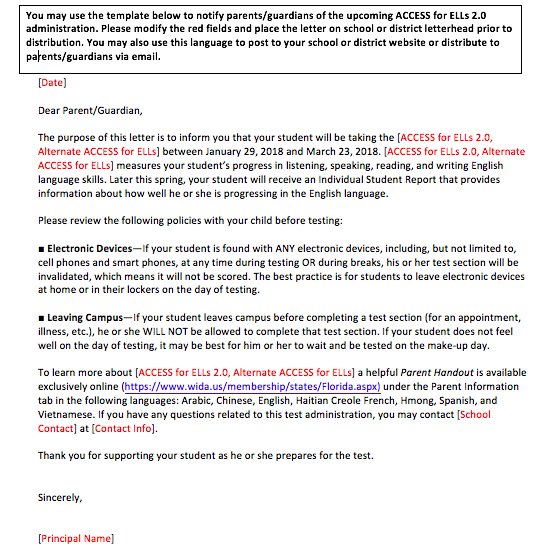 You may use the template below to notify parents/guardians of the upcoming ACCESS for ELLs 2.0
administration. Please modify the red fields and place the letter on school or district letterhead prior to
distribution. You may also use this language to post to your school or district website or distribute to
parents/guardians via email.
[Date]
Dear Parent/Guardian,
The purpose of this letter is to inform you that your student will be taking the [ACCESS for ELLs 2.0,
Alternate ACCESS for ELLs] between January 29, 2018 and March 23, 2018. [ACCESS for ELLs 2.0, Alternate
ACCESS for ELLs] measures your student's progress in listening, speaking, reading, and writing English
language skills. Later this spring, your student will receive an Individual Student Report that provides
information about how well he or she is progressing in the English language.
Please review the following policies with your child before testing:
■ Electronic Devices—If your student is found with ANY electronic devices, including, but not limited to,
cell phones and smart phones, at any time during testing OR during breaks, his or her test section will be
invalidated, which means it will not be scored. The best practice is for students to leave electronic devices
at home or in their lockers on the day of testing.
■ Leaving Campus—If your student leaves campus before completing a test section (for an appointment,
illness, etc.), he or she WILL NOT be allowed to complete that test section. If your student does not feel
well on the day of testing, it may be best for him or her to wait and be tested on the make-up day.
To learn more about [ACCESS for ELLs 2.0, Alternate ACCESS for ELLs] a helpful Parent Handout is available
exclusively online (https://www.wida.us/membership/states/Florida.aspx) under the Parent Information
tab in the following languages: Arabic, Chinese, English, Haitian Creole French, Hmong, Spanish, and
Vietnamese. If you have any questions related to this test administration, you may contact [School
Contact] at [Contact Info].
Thank you for supporting your student as he or she prepares for the test.
Sincerely,
[Principal Name]